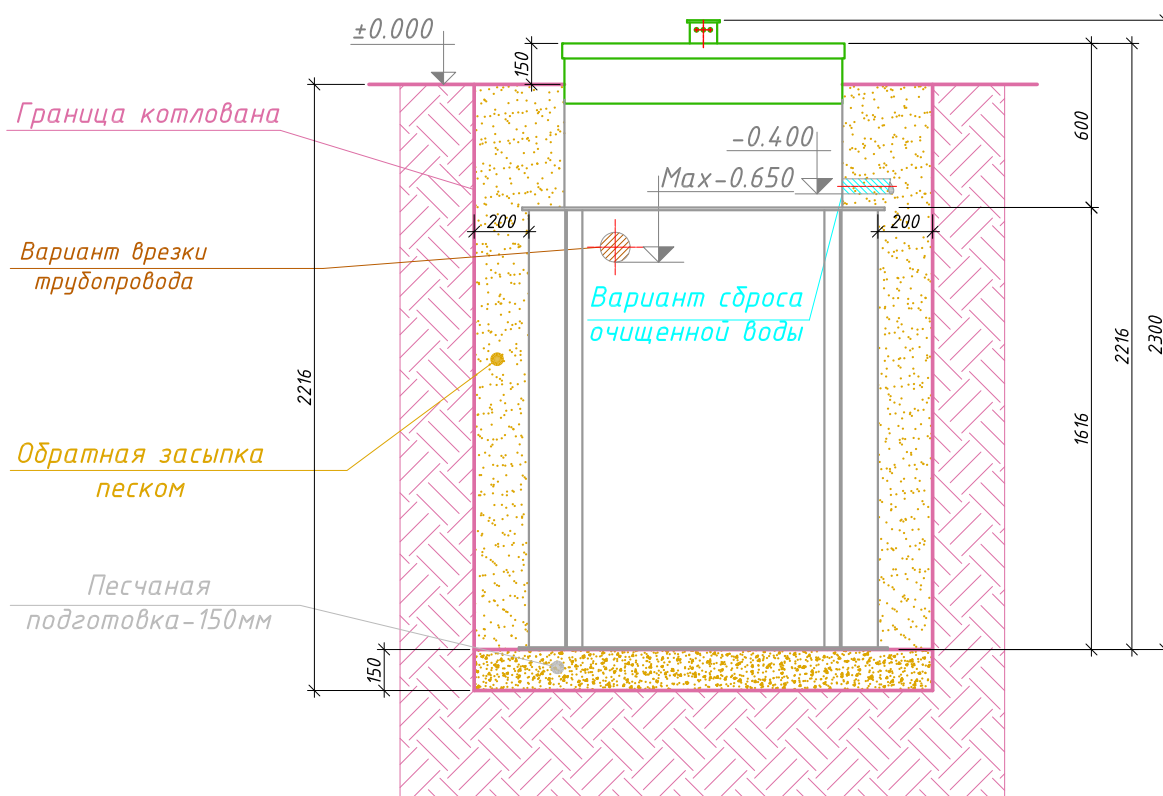 ±0.000
150
Граница котлована
600
-0.400
Max-0.650
200
200
Вариант врезки
трубопровода
Вариант сброса
очищенной воды
2216
2300
2216
1616
Обратная засыпка
песком
Песчаная
подготовка-150мм
150